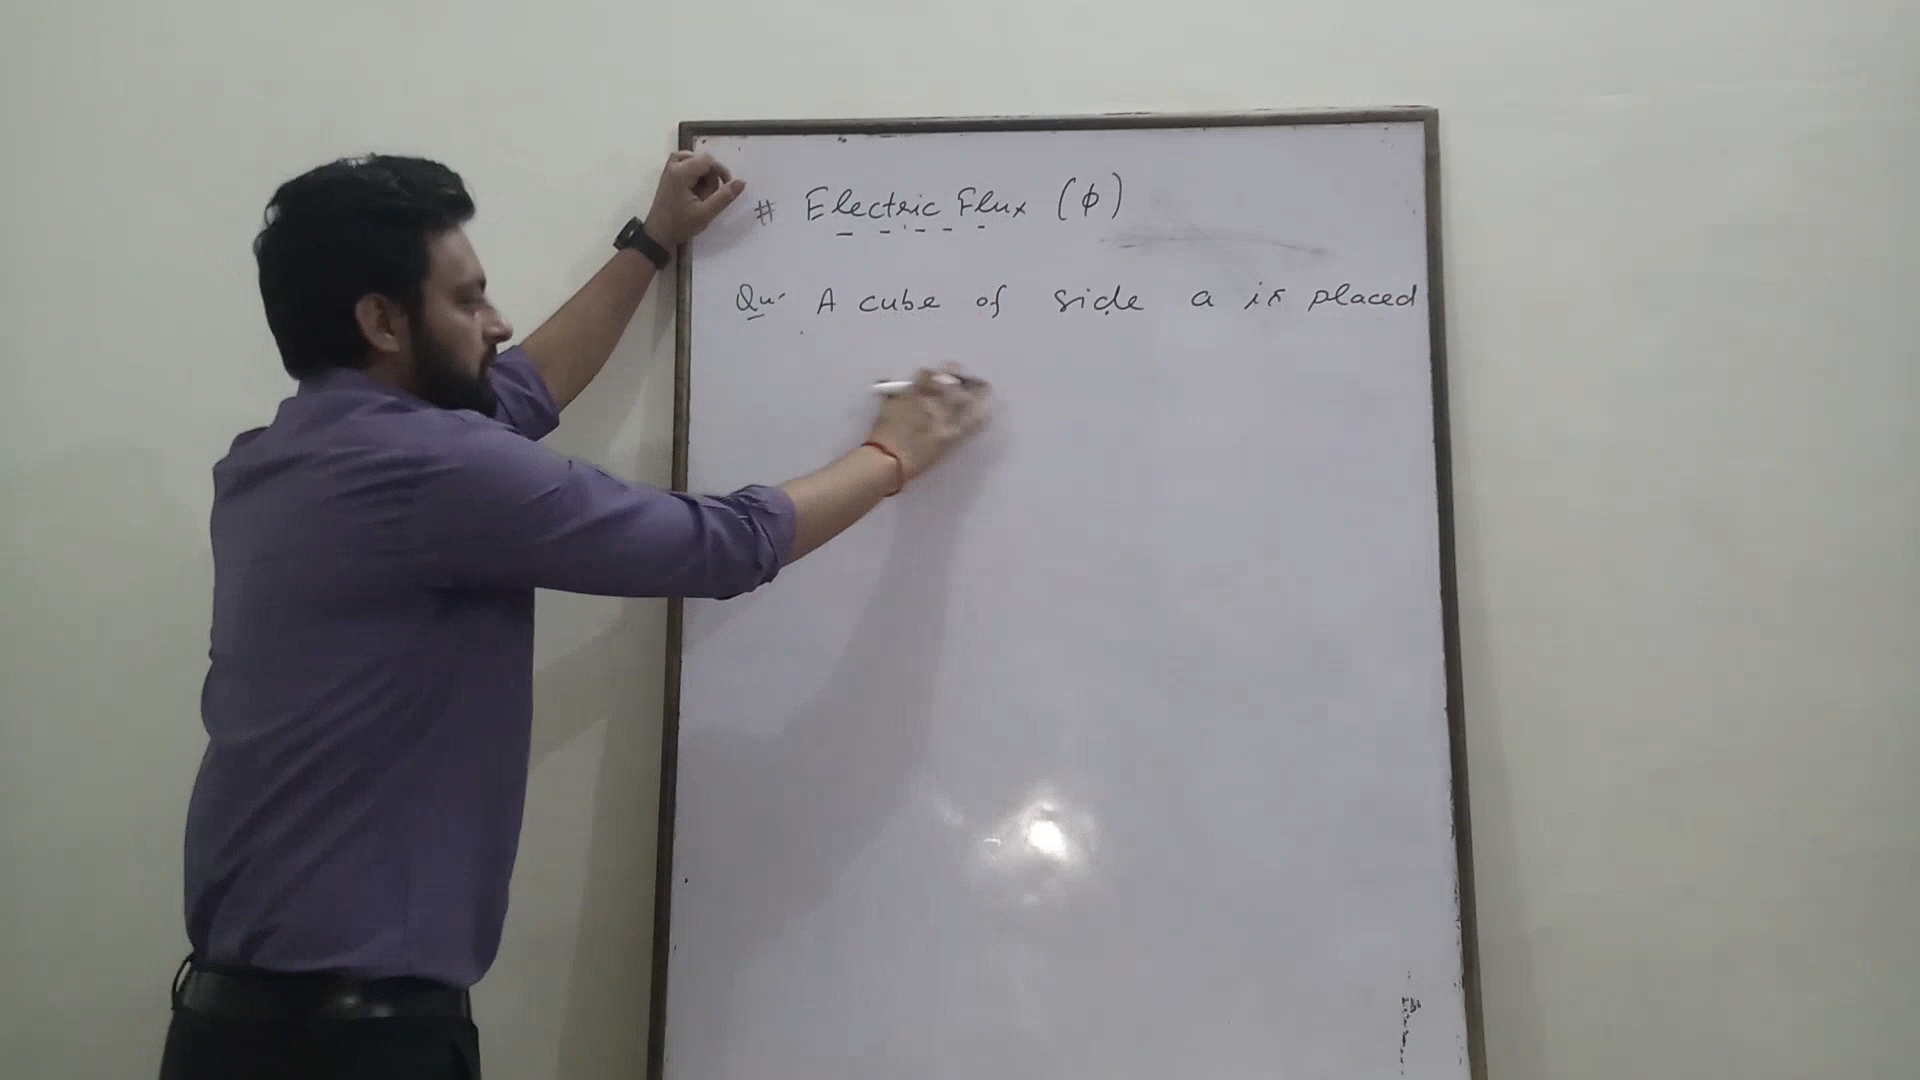 # Electric Flux (ϕ)
Qu- A cube of side a is placed